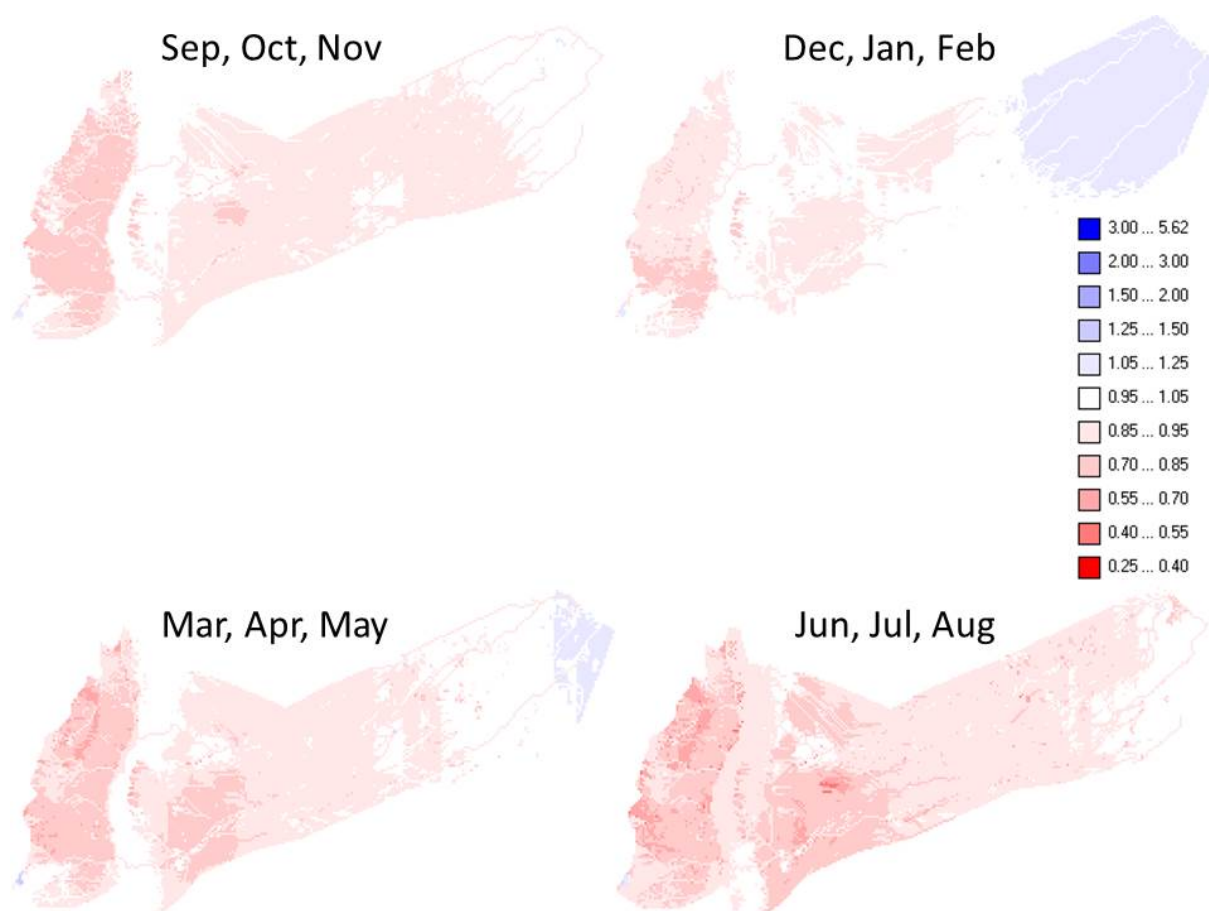 Sep, Oct, Nov
Dec, Jan, Feb
3.00 ... 5.62
2.00 ... 3.00
1.50 ... 2.00
1.25 ... 1.50
1.05 ... 1.25
0.95 ... 1.05
0.85 ... 0.95
0.70 ... 0.85
0.55 ... 0.70
0.40 ... 0.55
0.25 ... 0.40
Mar, Apr, May
Jun, Jul, Aug